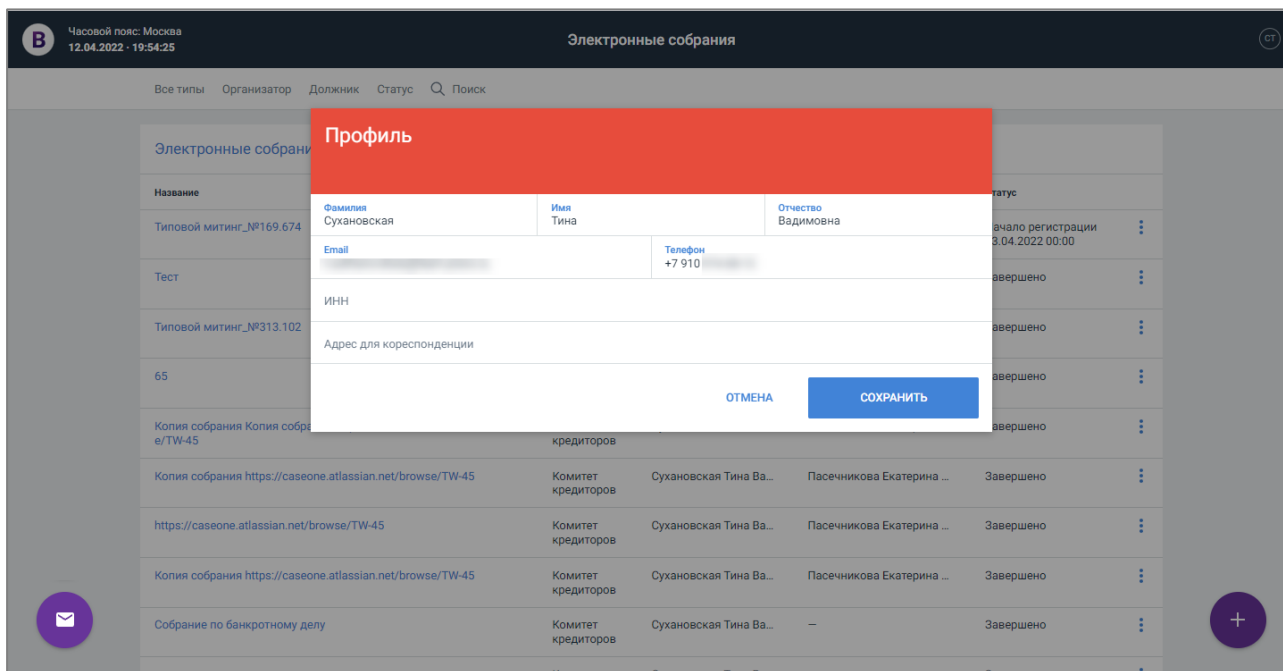 B
Часовой пояс: Москва
12.04.2022 · 19:54:25
Электронные собрания
СТ
Все типы Организатор Должник Статус Поиск
Электронные собрани
Название
татус
Типовой митинг_№169.674
ачало регистрации
3.04.2022 00:00
Тест
авершено
Типовой митинг_№313.102
авершено
65
авершено
Копия собрания Копия собра
e/TW-45
кредиторов
авершено
Профиль
Фамилия
Сухановская
Имя
Тина
Отчество
Вадимовна
Email
Телефон
+7 910
ИНН
Адрес для кореспонденции
ОТМЕНА
СОХРАНИТЬ
Копия собрания https://caseone.atlassian.net/browse/TW-45
Комитет
кредиторов
Сухановская Тина Ва...
Пасечникова Екатерина ...
Завершено
https://caseone.atlassian.net/browse/TW-45
Комитет
кредиторов
Сухановская Тина Ва...
Пасечникова Екатерина ...
Завершено
Копия собрания https://caseone.atlassian.net/browse/TW-45
Комитет
кредиторов
Сухановская Тина Ва...
Пасечникова Екатерина ...
Завершено
Собрание по банкротному делу
Комитет
кредиторов
Сухановская Тина Ва...
—
Завершено